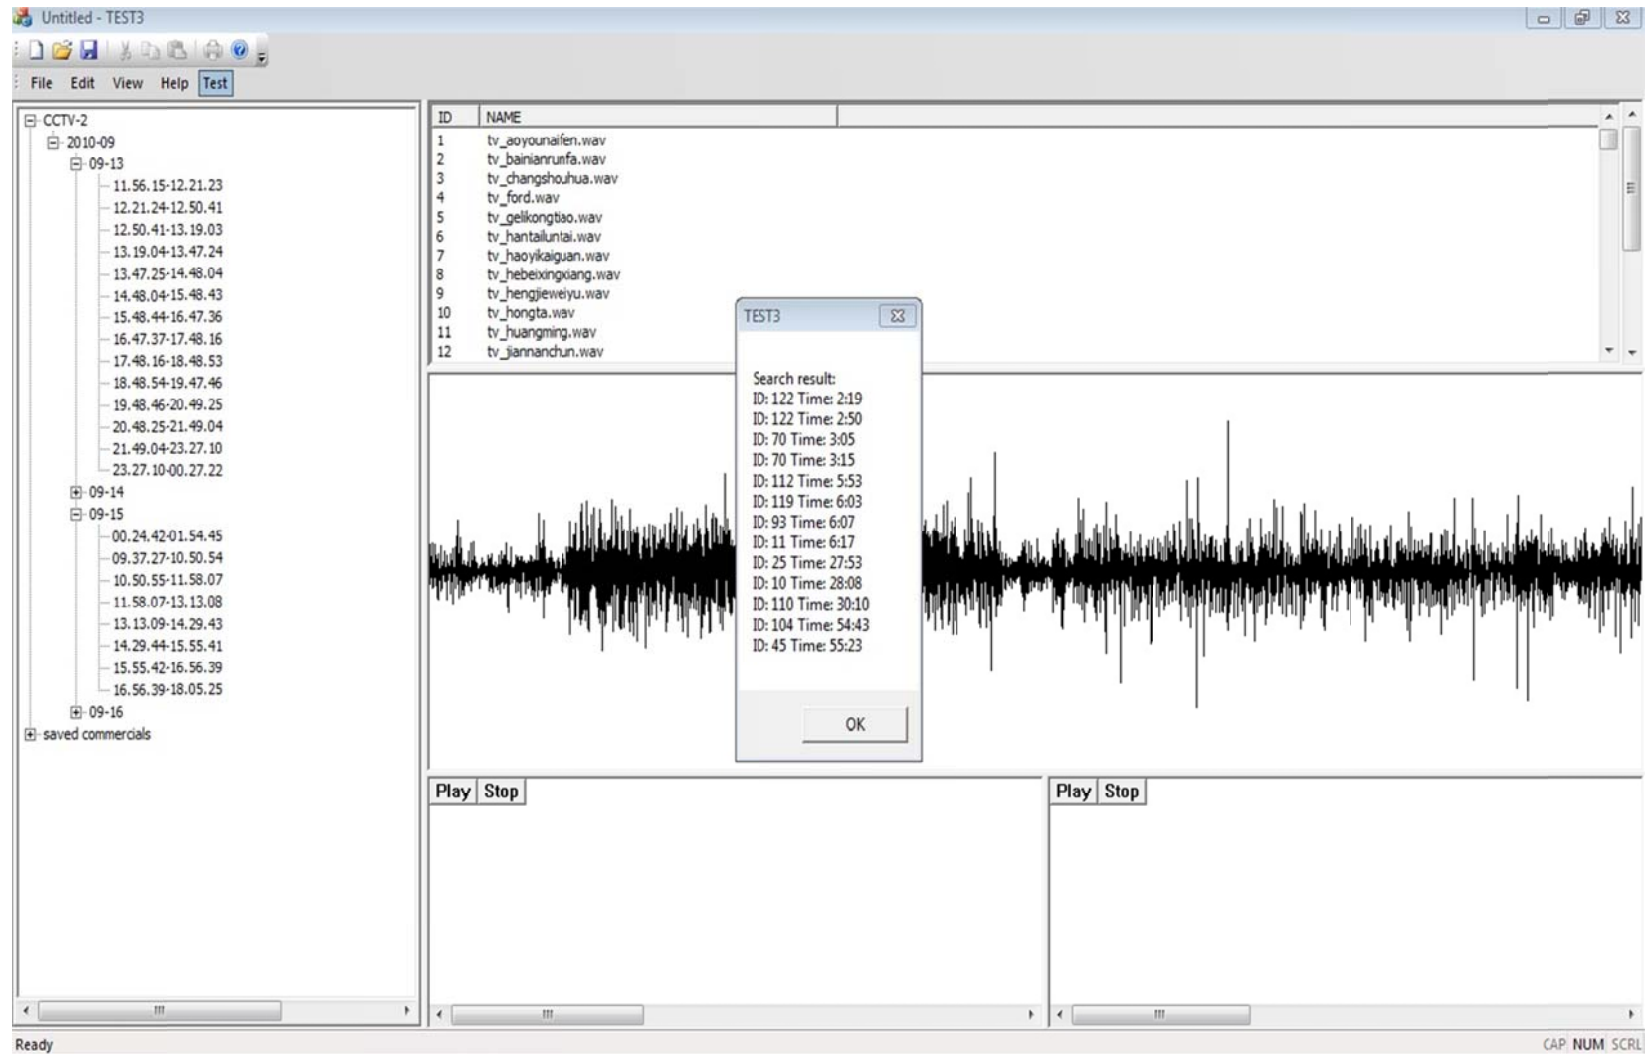 Untitled - TEST3
File Edit View Help Test
CCTV-2
2010-09
09-13
11.56.15-12.21.23
12.21.24-12.50.41
12.50.41-13.19.03
13.19.04-13.47.24
13.47.25-14.48.04
14.48.04-15.48.43
15.48.44-16.47.36
16.47.37-17.48.16
17.48.16-18.48.53
18.48.54-19.47.46
19.48.46-20.49.25
20.48.25-21.49.04
21.49.04-23.27.10
23.27.10-00.27.22
09-14
09-15
00.24.42-01.54.45
09.37.27-10.50.54
10.50.55-11.58.07
11.58.07-13.13.08
13.13.09-14.29.43
14.29.44-15.55.41
15.55.42-16.56.39
16.56.39-18.05.25
09-16
saved commercials
ID NAME
1 tv_aoyounaifen.wav
2 tv_bainianrunfa.wav
3 tv_changshouhua.wav
4 tv_ford.wav
5 tv_gelikongtiao.wav
6 tv_hantailuntai.wav
7 tv_haoyikaiguan.wav
8 tv_hebeixingxiang.wav
9 tv_hengjieweiyu.wav
10 tv_hongta.wav
11 tv_huangming.wav
12 tv_jiannanchun.wav
TEST3
Search result:
ID: 122 Time: 2:19
ID: 122 Time: 2:50
ID: 70 Time: 3:05
ID: 70 Time: 3:15
ID: 112 Time: 5:53
ID: 119 Time: 6:03
ID: 93 Time: 6:07
ID: 11 Time: 6:17
ID: 25 Time: 27:53
ID: 10 Time: 28:08
ID: 110 Time: 30:10
ID: 104 Time: 54:43
ID: 45 Time: 55:23
OK
Play Stop
Play Stop
Ready
CAP NUM SCRL